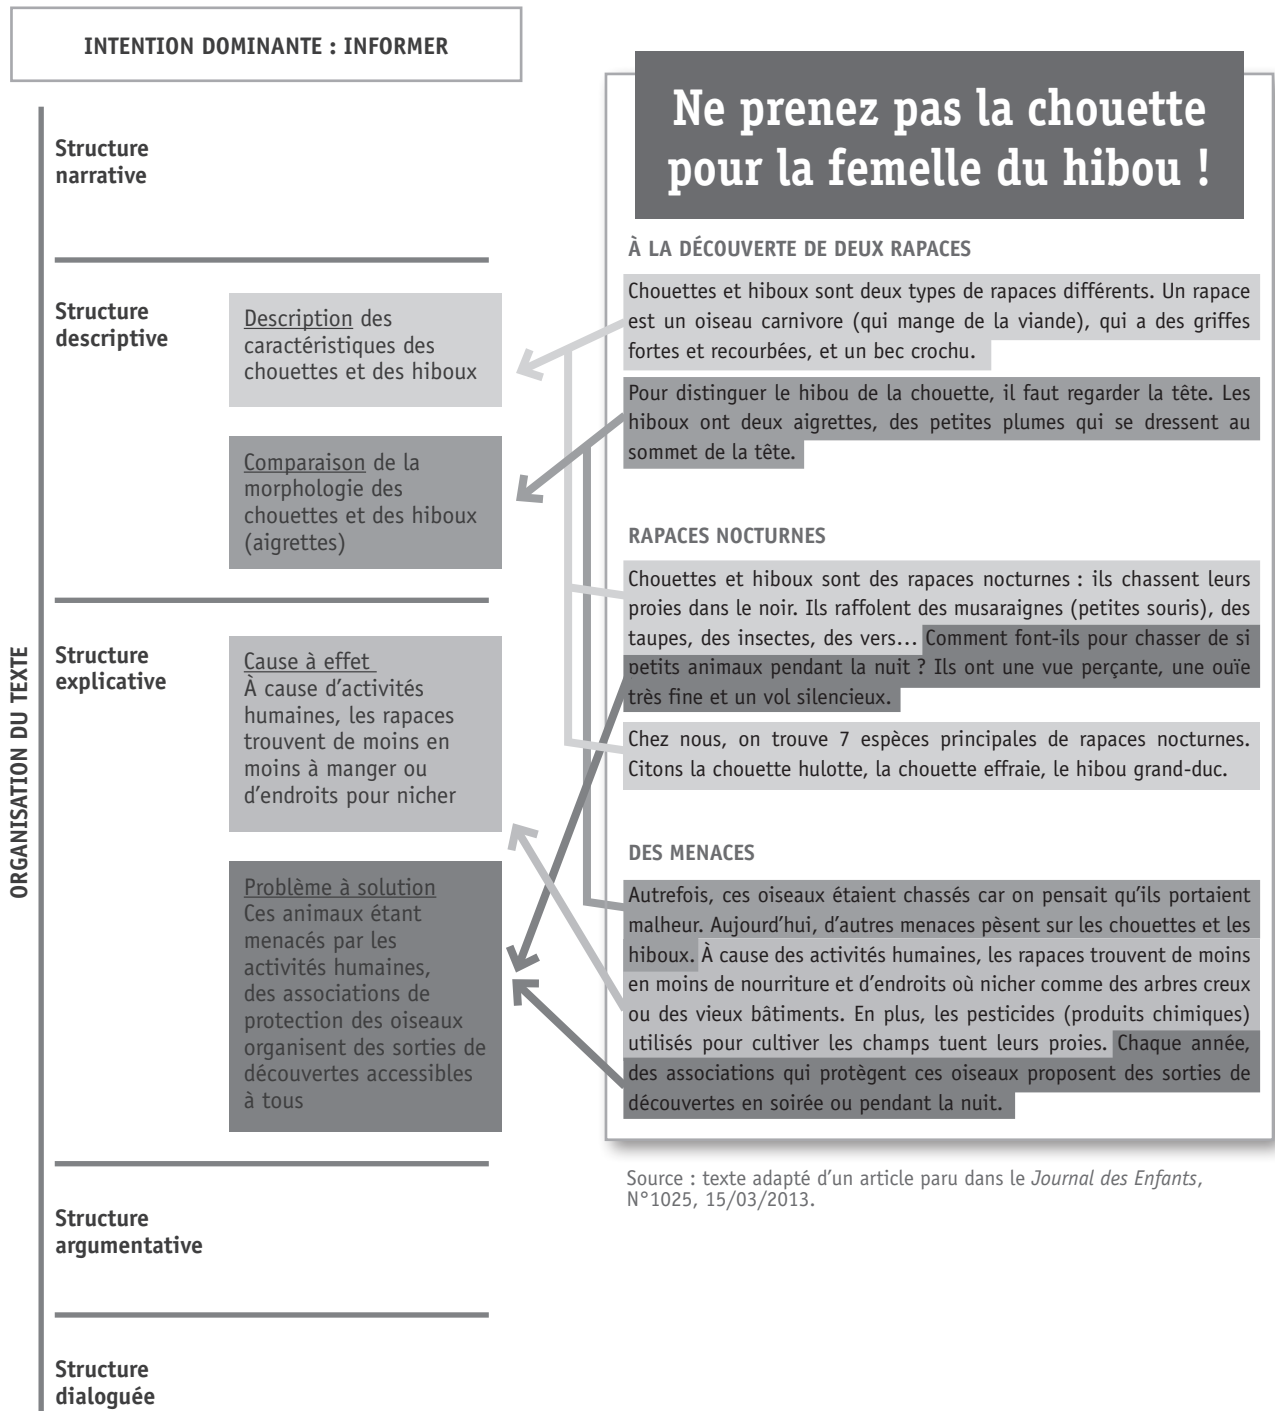 INTENTION DOMINANTE : INFORMER
ORGANISATION DU TEXTE
Structure
narrative
Structure
descriptive
Description des
caractéristiques des
chouettes et des hiboux
Comparaison de la
morphologie des
chouettes et des hiboux
(aigrettes)
Structure
explicative
Cause à effet
À cause d'activités
humaines, les rapaces
trouvent de moins en
moins à manger ou
d'endroits pour nicher
Problème à solution
Ces animaux étant
menacés par les
activités humaines,
des associations de
protection des oiseaux
organisent des sorties de
découvertes accessibles
à tous
Structure
argumentative
Structure
dialoguée
Ne prenez pas la chouette
pour la femelle du hibou !
À LA DÉCOUVERTE DE DEUX RAPACES
Chouettes et hiboux sont deux types de rapaces différents. Un rapace
est un oiseau carnivore (qui mange de la viande), qui a des griffes
fortes et recourbées, et un bec crochu.
Pour distinguer le hibou de la chouette, il faut regarder la tête. Les
hiboux ont deux aigrettes, des petites plumes qui se dressent au
sommet de la tête.
RAPACES NOCTURNES
Chouettes et hiboux sont des rapaces nocturnes : ils chassent leurs
proies dans le noir. Ils raffolent des musaraignes (petites souris), des
taupes, des insectes, des vers... Comment font-ils pour chasser de si
petits animaux pendant la nuit ? Ils ont une vue perçante, une ouïe
très fine et un vol silencieux.
Chez nous, on trouve 7 espèces principales de rapaces nocturnes.
Citons la chouette hulotte, la chouette effraie, le hibou grand-duc.
DES MENACES
Autrefois, ces oiseaux étaient chassés car on pensait qu'ils portaient
malheur. Aujourd'hui, d'autres menaces pèsent sur les chouettes et les
hiboux. À cause des activités humaines, les rapaces trouvent de moins
en moins de nourriture et d'endroits où nicher comme des arbres creux
ou des vieux bâtiments. En plus, les pesticides (produits chimiques)
utilisés pour cultiver les champs tuent leurs proies. Chaque année,
des associations qui protègent ces oiseaux proposent des sorties de
découvertes en soirée ou pendant la nuit.
Source : texte adapté d'un article paru dans le Journal des Enfants,
N°1025, 15/03/2013.